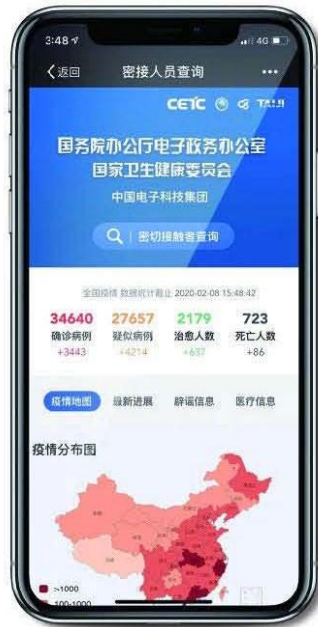 3:48 4G
返回 密接人员查询 •••
CETC TAIJI
国务院办公厅电子政务办公室
国家卫生健康委员会
中国电子科技集团
密切接触者查询
全国疫情 数据统计截止 2020-02-08 15:48:42
34640 27657 2179 723
确诊病例 疑似病例 治愈人数 死亡人数
+3443 +4214 +637 +86
疫情地图 最新进展 辟谣信息 医疗信息
疫情分布图
>1000
100-1000